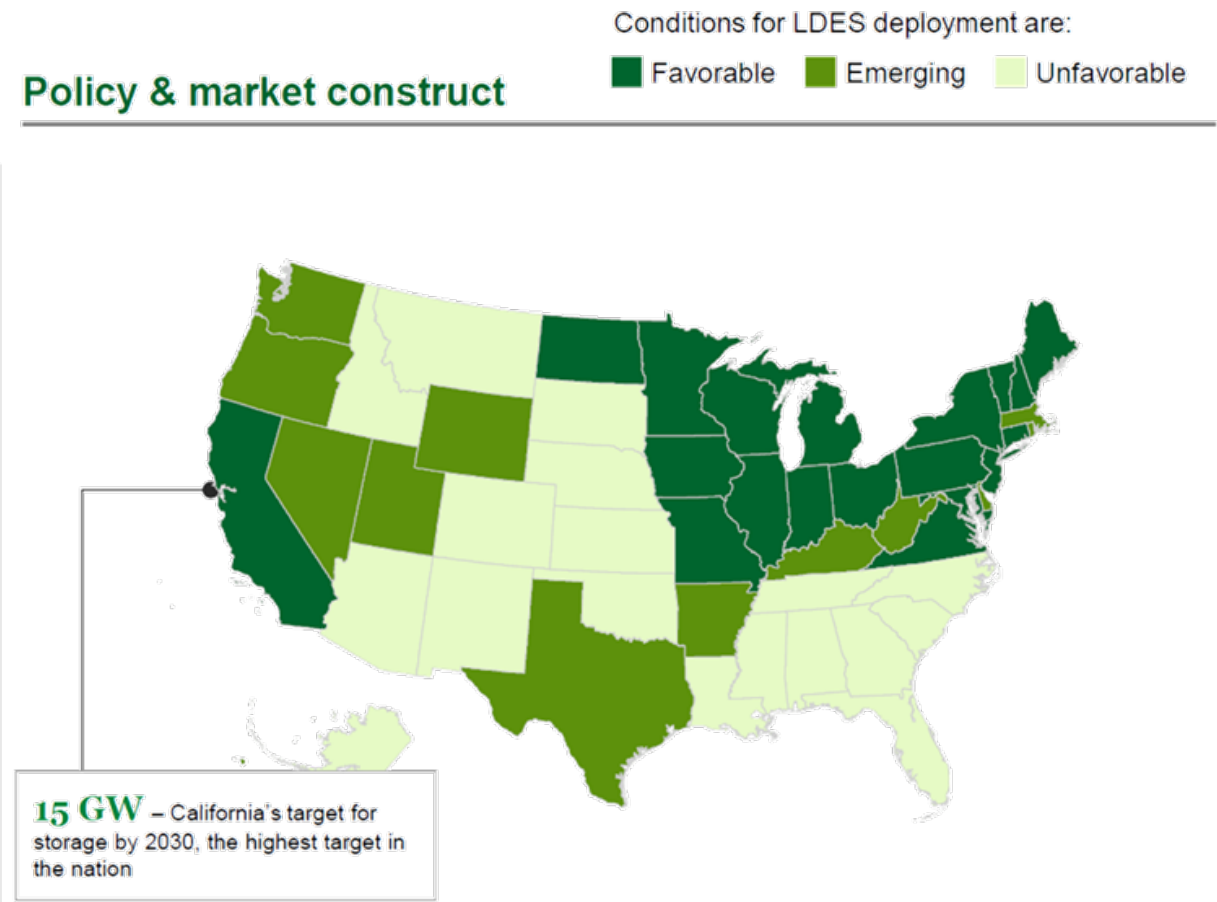 Conditions for LDES deployment are:
Policy & market construct
Favorable
Emerging
Unfavorable
15 GW – California's target for
storage by 2030, the highest target in
the nation